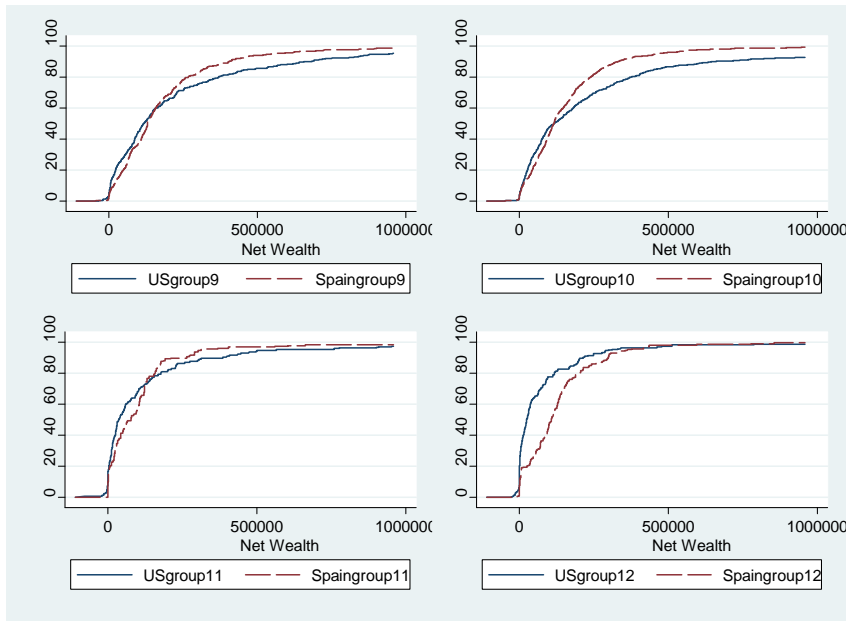 100
80
60
40
20
0
0 500000 1000000
Net Wealth
USgroup9 Spaingroup9
100
80
60
40
20
0
0 500000 1000000
Net Wealth
USgroup10 Spaingroup10
100
80
60
40
20
0
0 500000 1000000
Net Wealth
USgroup11 Spaingroup11
100
80
60
40
20
0
0 500000 1000000
Net Wealth
USgroup12 Spaingroup12